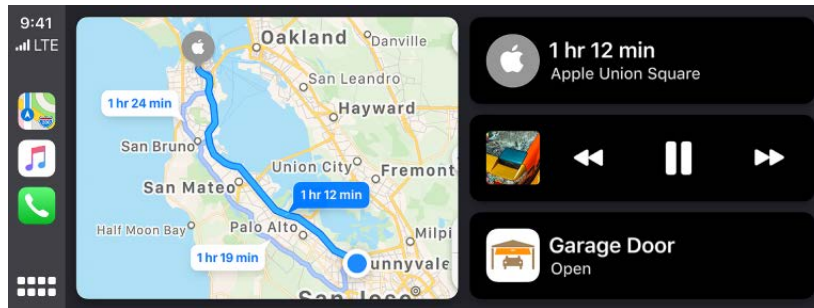 9:41
LTE
Oakland
Danville
San Leandro
1 hr 24 min
Hayward
San Bruno
Union City
Fremont
San Mateo
1 hr 12 min
Half Moon Bay
Palo Alto
Milpi
1 hr 19 min
unnyvale
San Jose
1 hr 12 min
Apple Union Square
Garage Door
Open